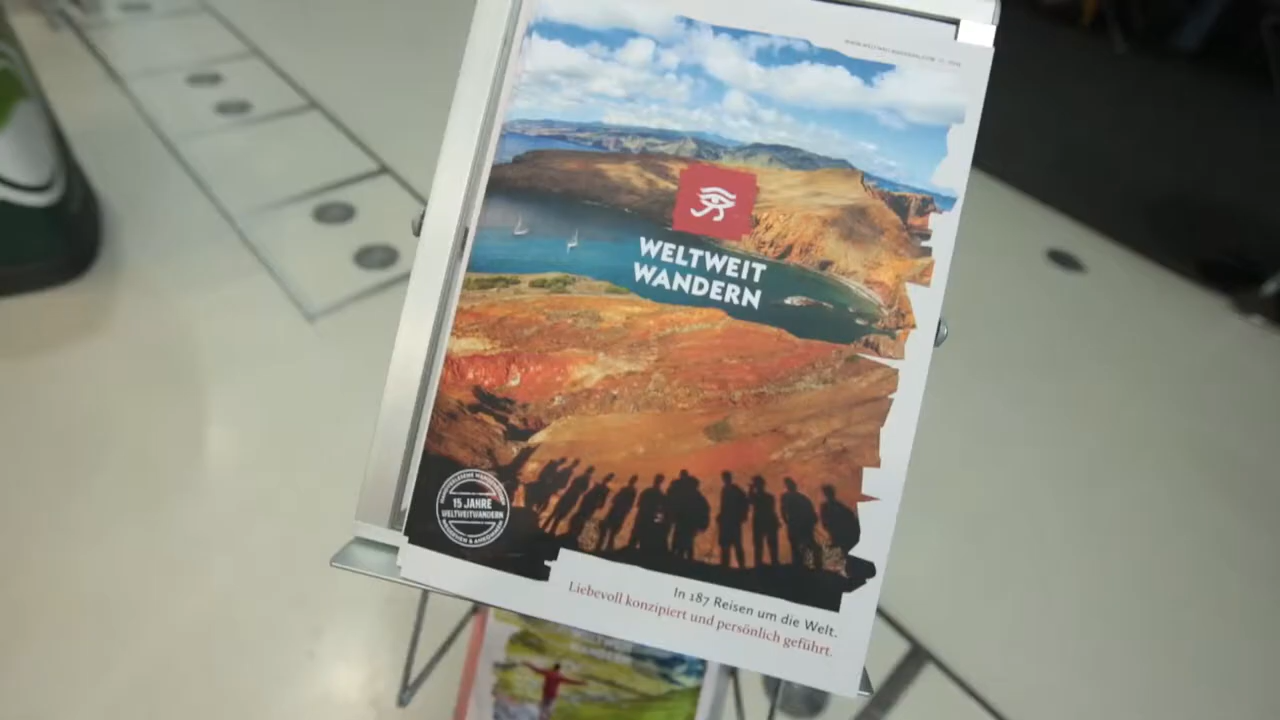 WELTWEIT
WANDERN
15 JAHRE
WELTWEITWANDERN
In 187 Reisen um die Welt.
Liebevoll konzipiert und persönlich geführt.